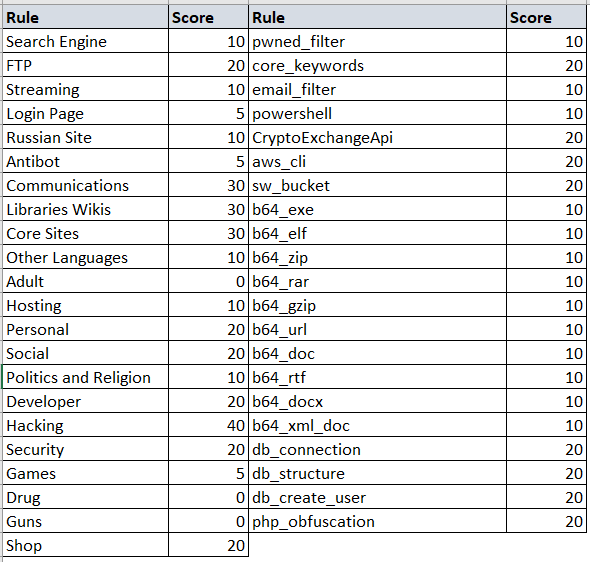 Rule Score Rule Score
Search Engine 10 pwned_filter 10
FTP 20 core_keywords 20
Streaming 10 email_filter 10
Login Page 5 powershell 10
Russian Site 10 CryptoExchangeApi 20
Antibot 5 aws_cli 20
Communications 30 sw_bucket 20
Libraries Wikis 30 b64_exe 10
Core Sites 30 b64_elf 10
Other Languages 10 b64_zip 10
Adult 0 b64_rar 10
Hosting 10 b64_gzip 10
Personal 20 b64_url 10
Social 20 b64_doc 10
Politics and Religion 10 b64_rtf 10
Developer 20 b64_docx 10
Hacking 40 b64_xml_doc 10
Security 20 db_connection 20
Games 5 db_structure 20
Drug 0 db_create_user 20
Guns 0 php_obfuscation 20
Shop 20